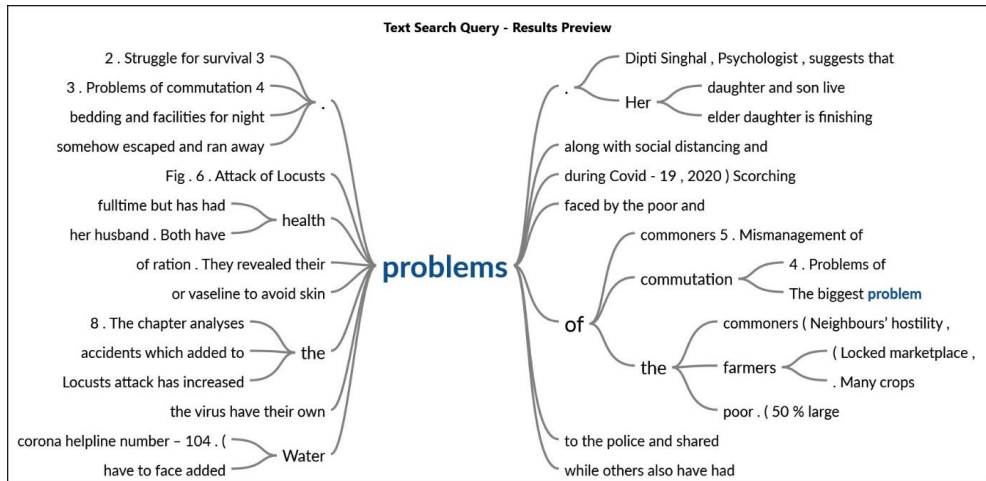 Text Search Query - Results Preview
2 . Struggle for survival 3
3 . Problems of commutation 4
bedding and facilities for night
somehow escaped and ran away
.
Fig . 6 . Attack of Locusts
fulltime but has had
her husband . Both have
health
of ration . They revealed their
or vaseline to avoid skin
8 . The chapter analyses
accidents which added to
Locusts attack has increased
the
the virus have their own
corona helpline number – 104 . (
have to face added
Water
problems
.
Dipti Singhal , Psychologist , suggests that
Her
daughter and son live
elder daughter is finishing
along with social distancing and
during Covid - 19 , 2020 ) Scorching
faced by the poor and
of
commoners 5 . Mismanagement of
commutation
4 . Problems of
The biggest problem
the
commoners ( Neighbours’ hostility ,
farmers
( Locked marketplace ,
. Many crops
poor . ( 50 % large
to the police and shared
while others also have had